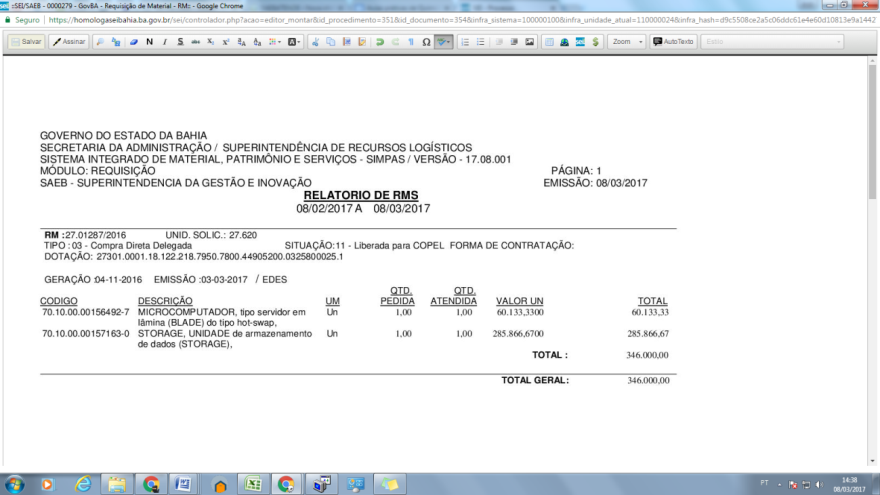 :SEI/SAEB - 0000279 - GovBA - Requisição de Material - RM:: - Google Chrome
Seguro | https://homologaseibahia.ba.gov.br/sei/controlador.php?acao=editor_montar&id_procedimento=351&id_documento=354&infra_sistema=100000100&infra_unidade_atual=110000024&infra_hash=d9c5508ce2a5c06ddc61e4e60d10813e9a1442
Salvar Assinar N I S abc X₂ X² Ω sei $ Zoom AutoTexto Estilo
GOVERNO DO ESTADO DA BAHIA
SECRETARIA DA ADMINISTRAÇÃO / SUPERINTENDÊNCIA DE RECURSOS LOGÍSTICOS
SISTEMA INTEGRADO DE MATERIAL, PATRIMÔNIO E SERVIÇOS - SIMPAS / VERSÃO - 17.08.001
MÓDULO: REQUISIÇÃO PÁGINA: 1
SAEB - SUPERINTENDENCIA DA GESTÃO E INOVAÇÃO EMISSÃO: 08/03/2017
RELATORIO DE RMS
08/02/2017 A 08/03/2017
RM :27.01287/2016 UNID. SOLIC.: 27.620
TIPO : 03 - Compra Direta Delegada SITUAÇÃO:11 - Liberada para COPEL FORMA DE CONTRATAÇÃO:
DOTAÇÃO: 27301.0001.18.122.218.7950.7800.44905200.0325800025.1
GERAÇÃO :04-11-2016 EMISSÃO :03-03-2017 / EDES
QTD. QTD.
CODIGO DESCRIÇÃO UM PEDIDA ATENDIDA VALOR UN TOTAL
70.10.00.00156492-7 MICROCOMPUTADOR, tipo servidor em Un 1,00 1,00 60.133,3300 60.133,33
lâmina (BLADE) do tipo hot-swap,
70.10.00.00157163-0 STORAGE, UNIDADE de armazenamento Un 1,00 1,00 285.866,6700 285.866,67
de dados (STORAGE),
TOTAL : 346.000,00
TOTAL GERAL: 346.000,00
PT 14:38
08/03/2017